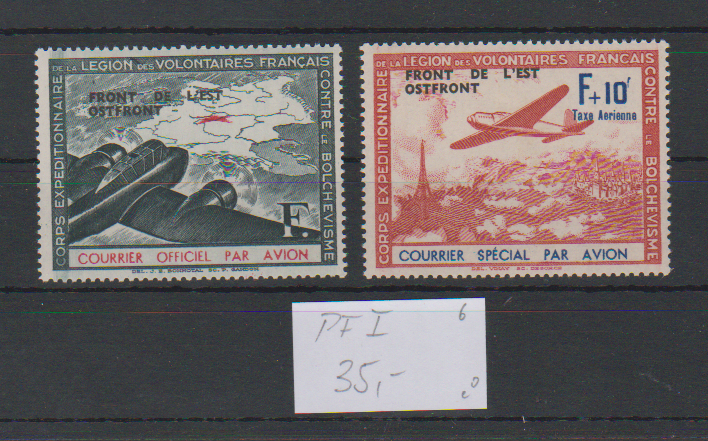 DE LA LEGION DES VOLONTAIRES FRANÇAIS
CORPS EXPEDITIONNAIRE
CONTRE LE BOLCHEVISME
FRONT DE L'EST
OSTFRONT
F.
COURRIER OFFICIEL PAR AVION
DE LA LEGION DES VOLONTAIRES FRANÇAIS
CORPS EXPEDITIONNAIRE
CONTRE LE BOLCHEVISME
FRONT DE L'EST
OSTFRONT
F+10F
Taxe Aérienne
COURRIER SPÉCIAL PAR AVION
PF I
35,-